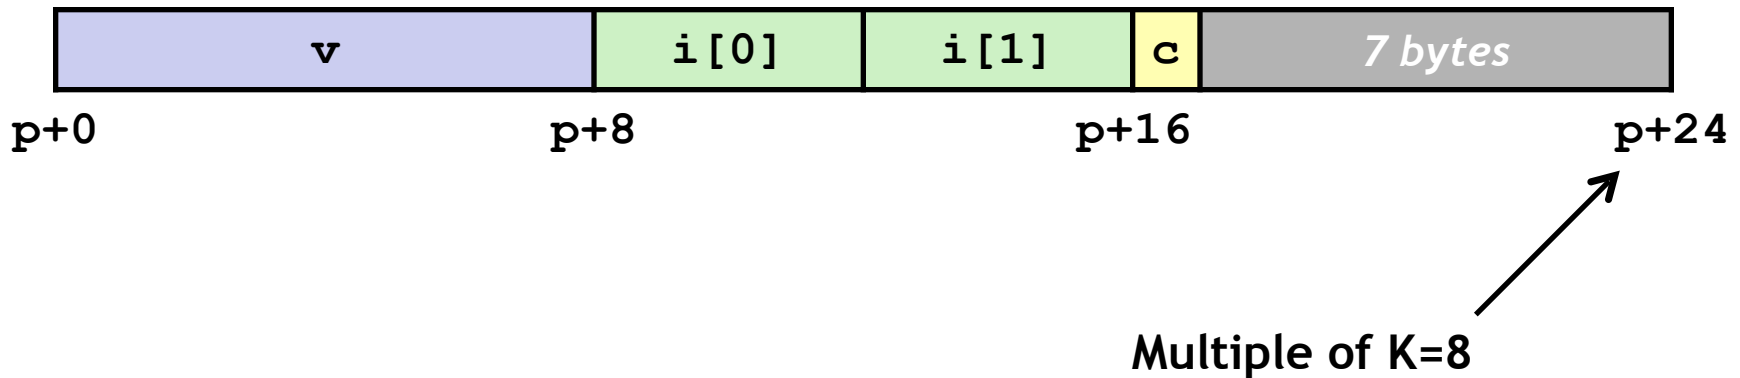 v i[0] i[1] c 7 bytes
p+0 p+8 p+16 p+24
Multiple of K=8